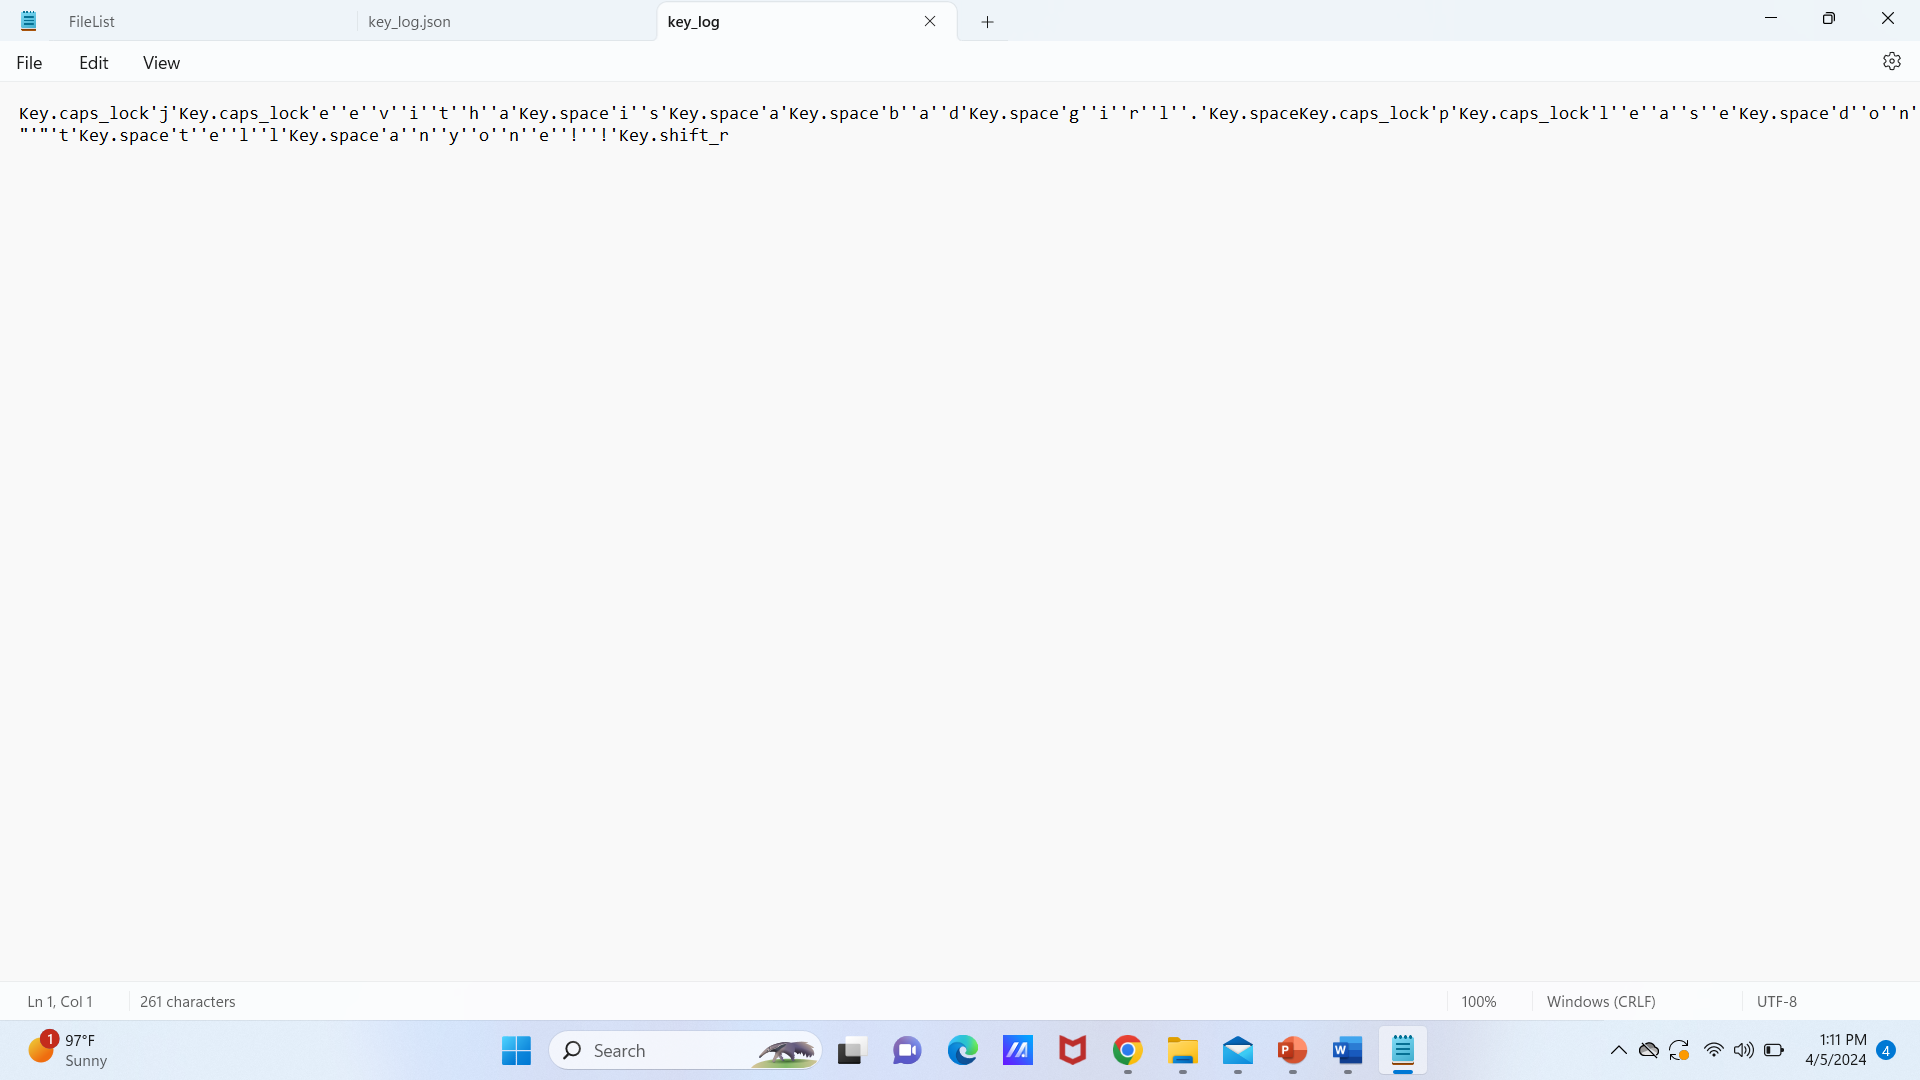 FileList
key_log.json
key_log
File
Edit
View
Key.caps_lock'j'Key.caps_lock'e''e''v''i''t''h''a'Key.space'i''s'Key.space'a'Key.space'b''a''d'Key.space'g''i''r''l''.'Key.spaceKey.caps_lock'p'Key.caps_lock'l''e''a''s''e'Key.space'd''o''n'
"'"'t'Key.space't''e''l''l'Key.space'a''n''y''o''n''e''!''!'Key.shift_r
Ln 1, Col 1
261 characters
100%
Windows (CRLF)
UTF-8
1
97°F
Sunny
Search
P
W
1:11 PM
4/5/2024
4